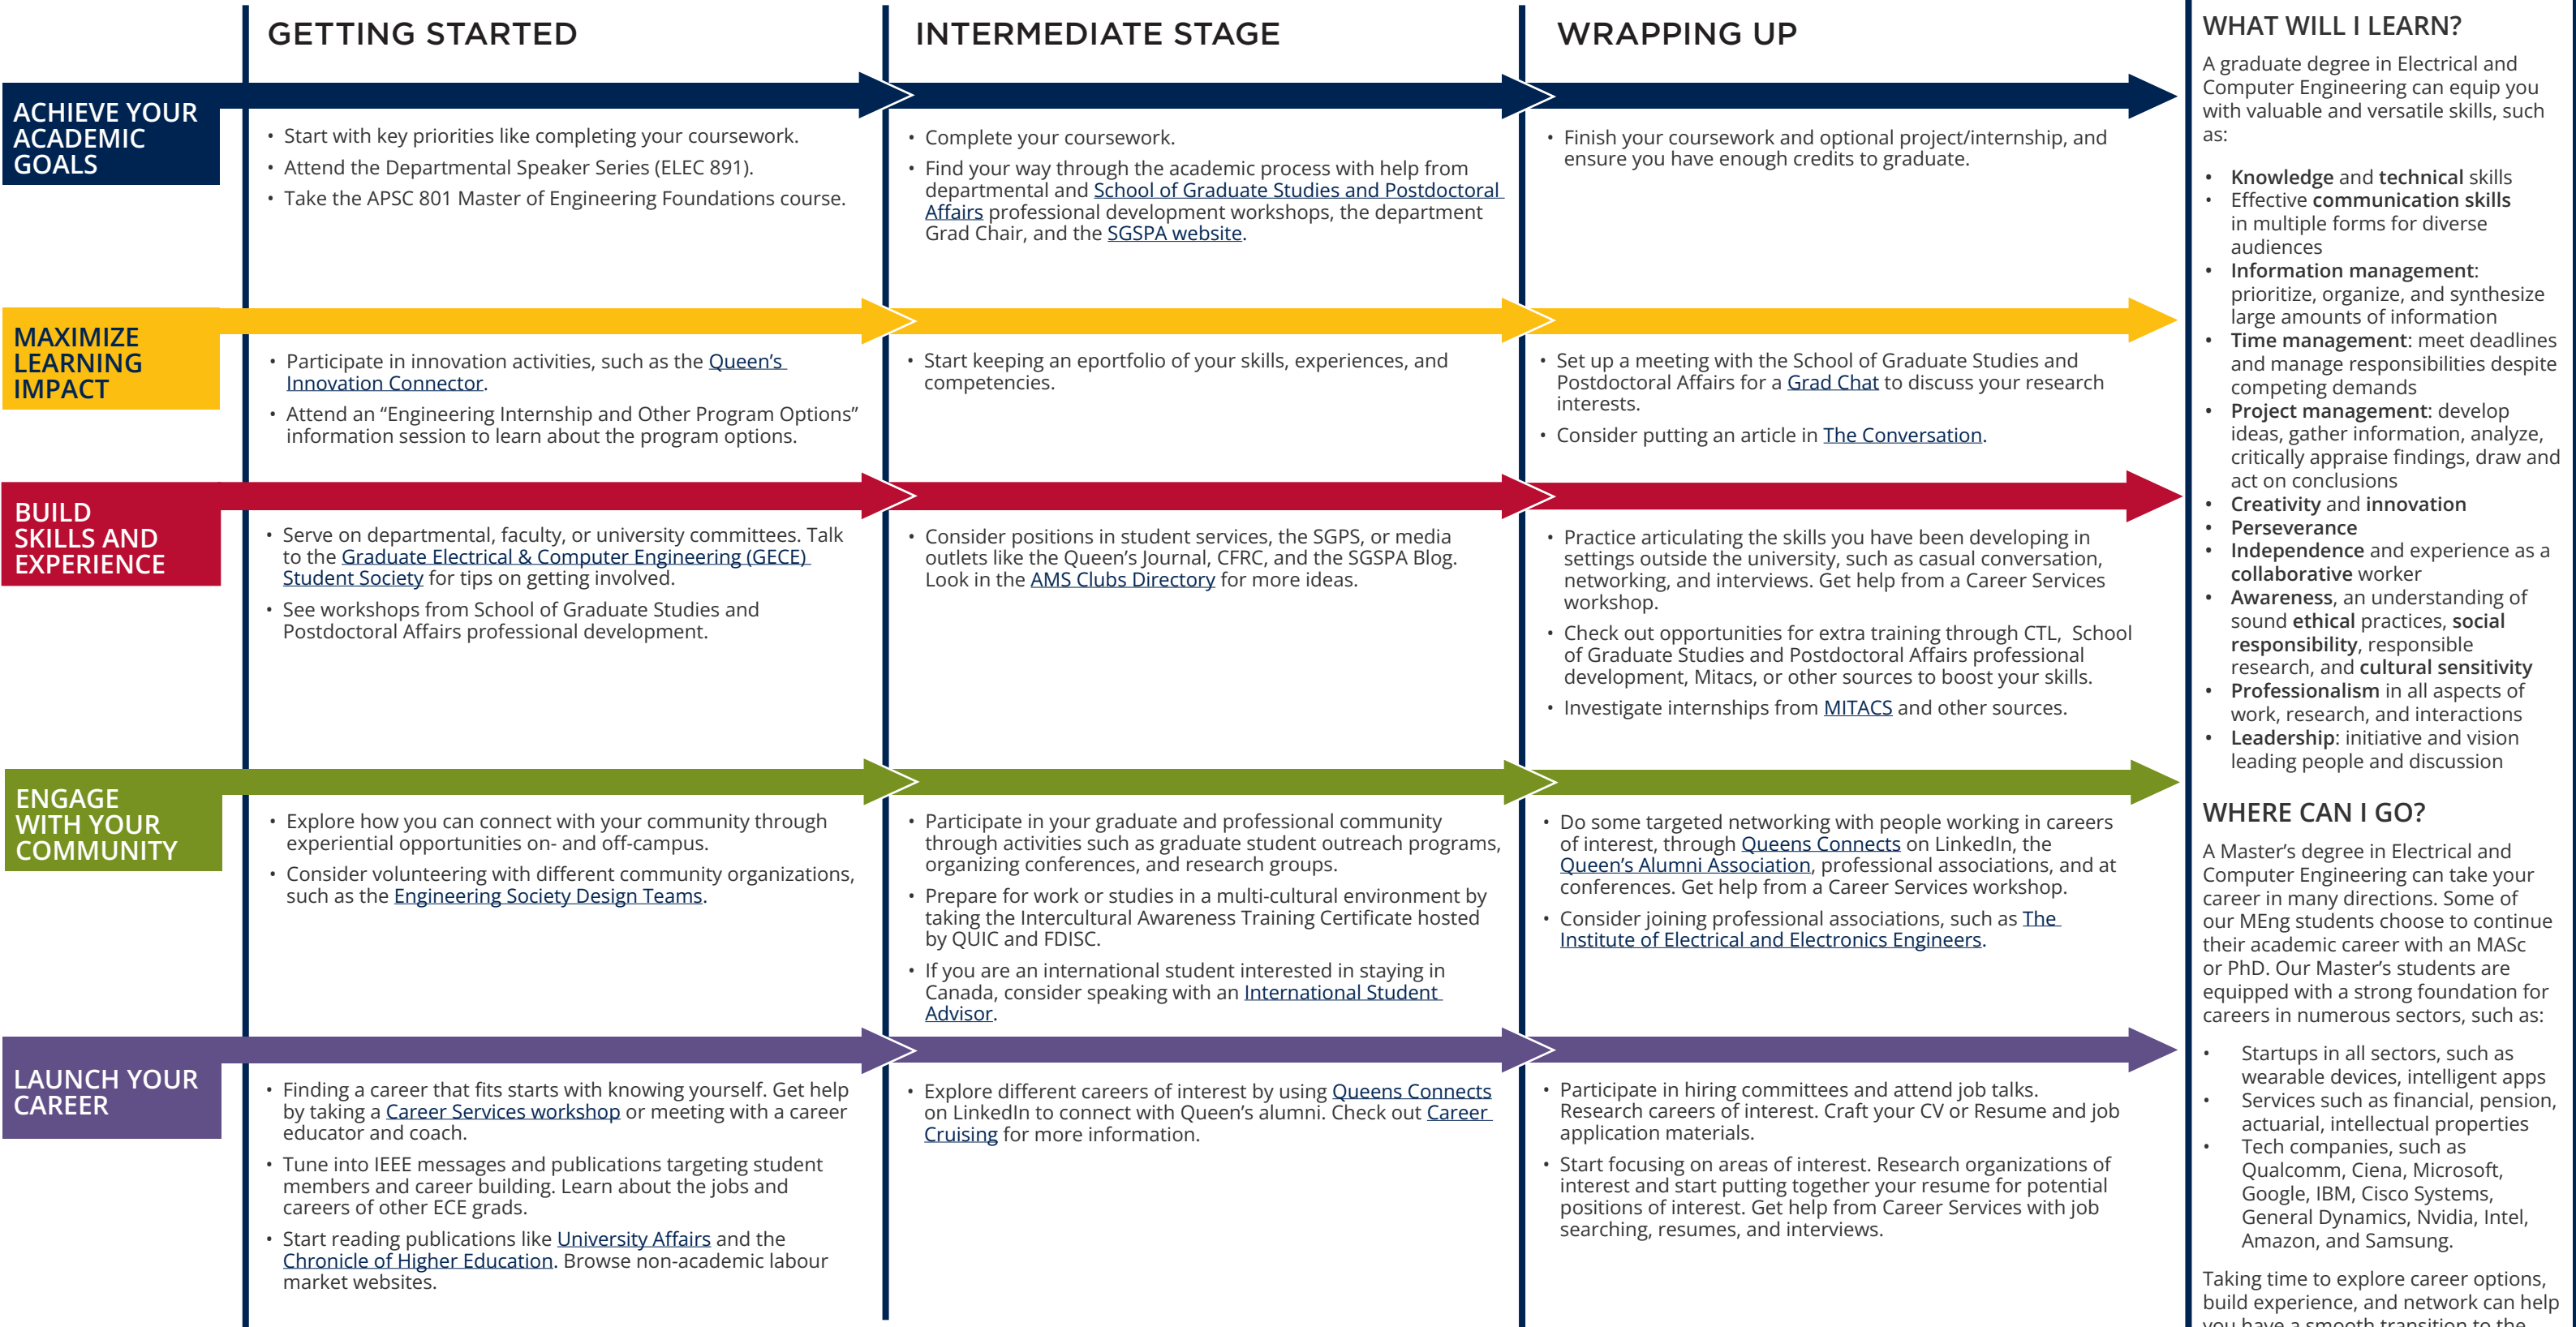 GETTING STARTED
INTERMEDIATE STAGE
WRAPPING UP
ACHIEVE YOUR
ACADEMIC
GOALS
• Start with key priorities like completing your coursework.
• Attend the Departmental Speaker Series (ELEC 891).
• Take the APSC 801 Master of Engineering Foundations course.
• Complete your coursework.
• Find your way through the academic process with help from
departmental and School of Graduate Studies and Postdoctoral
Affairs professional development workshops, the department
Grad Chair, and the SGSPA website.
• Finish your coursework and optional project/internship, and
ensure you have enough credits to graduate.
MAXIMIZE
LEARNING
IMPACT
• Participate in innovation activities, such as the Queen’s
Innovation Connector.
• Attend an “Engineering Internship and Other Program Options”
information session to learn about the program options.
• Start keeping an eportfolio of your skills, experiences, and
competencies.
• Set up a meeting with the School of Graduate Studies and
Postdoctoral Affairs for a Grad Chat to discuss your research
interests.
• Consider putting an article in The Conversation.
BUILD
SKILLS AND
EXPERIENCE
• Serve on departmental, faculty, or university committees. Talk
to the Graduate Electrical & Computer Engineering (GECE)
Student Society for tips on getting involved.
• See workshops from School of Graduate Studies and
Postdoctoral Affairs professional development.
• Consider positions in student services, the SGPS, or media
outlets like the Queen’s Journal, CFRC, and the SGSPA Blog.
Look in the AMS Clubs Directory for more ideas.
• Practice articulating the skills you have been developing in
settings outside the university, such as casual conversation,
networking, and interviews. Get help from a Career Services
workshop.
• Check out opportunities for extra training through CTL, School
of Graduate Studies and Postdoctoral Affairs professional
development, Mitacs, or other sources to boost your skills.
• Investigate internships from MITACS and other sources.
ENGAGE
WITH YOUR
COMMUNITY
• Explore how you can connect with your community through
experiential opportunities on- and off-campus.
• Consider volunteering with different community organizations,
such as the Engineering Society Design Teams.
• Participate in your graduate and professional community
through activities such as graduate student outreach programs,
organizing conferences, and research groups.
• Prepare for work or studies in a multi-cultural environment by
taking the Intercultural Awareness Training Certificate hosted
by QUIC and FDISC.
• If you are an international student interested in staying in
Canada, consider speaking with an International Student
Advisor.
• Do some targeted networking with people working in careers
of interest, through Queens Connects on LinkedIn, the
Queen’s Alumni Association, professional associations, and at
conferences. Get help from a Career Services workshop.
• Consider joining professional associations, such as The
Institute of Electrical and Electronics Engineers.
LAUNCH YOUR
CAREER
• Finding a career that fits starts with knowing yourself. Get help
by taking a Career Services workshop or meeting with a career
educator and coach.
• Tune into IEEE messages and publications targeting student
members and career building. Learn about the jobs and
careers of other ECE grads.
• Start reading publications like University Affairs and the
Chronicle of Higher Education. Browse non-academic labour
market websites.
• Explore different careers of interest by using Queens Connects
on LinkedIn to connect with Queen’s alumni. Check out Career
Cruising for more information.
• Participate in hiring committees and attend job talks.
Research careers of interest. Craft your CV or Resume and job
application materials.
• Start focusing on areas of interest. Research organizations of
interest and start putting together your resume for potential
positions of interest. Get help from Career Services with job
searching, resumes, and interviews.
WHAT WILL I LEARN?
A graduate degree in Electrical and
Computer Engineering can equip you
with valuable and versatile skills, such
as:
• Knowledge and technical skills
• Effective communication skills
in multiple forms for diverse
audiences
• Information management:
prioritize, organize, and synthesize
large amounts of information
• Time management: meet deadlines
and manage responsibilities despite
competing demands
• Project management: develop
ideas, gather information, analyze,
critically appraise findings, draw and
act on conclusions
• Creativity and innovation
• Perseverance
• Independence and experience as a
collaborative worker
• Awareness, an understanding of
sound ethical practices, social
responsibility, responsible
research, and cultural sensitivity
• Professionalism in all aspects of
work, research, and interactions
• Leadership: initiative and vision
leading people and discussion
WHERE CAN I GO?
A Master’s degree in Electrical and
Computer Engineering can take your
career in many directions. Some of
our MEng students choose to continue
their academic career with an MASc
or PhD. Our Master’s students are
equipped with a strong foundation for
careers in numerous sectors, such as:
• Startups in all sectors, such as
wearable devices, intelligent apps
• Services such as financial, pension,
actuarial, intellectual properties
• Tech companies, such as
Qualcomm, Ciena, Microsoft,
Google, IBM, Cisco Systems,
General Dynamics, Nvidia, Intel,
Amazon, and Samsung.
Taking time to explore career options,
build experience, and network can help
you have a smooth transition to the